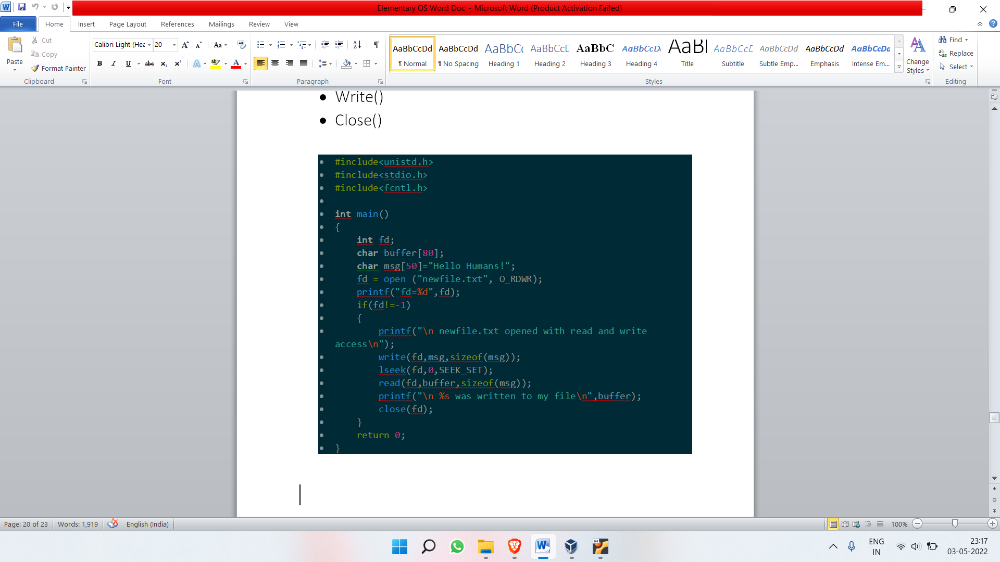 Elementary OS Word Doc - Microsoft Word (Product Activation Failed)
File Home Insert Page Layout References Mailings Review View
Paste
Cut
Copy
Format Painter
Clipboard
Calibri Light (Hea 20
Font
Paragraph
AaBbCcDd AaBbCcDd AaBbC AaBbCcD AaBbC AaBbCcD AaB AaBbCcD AaBbCcDd AaBbCcDd AaBbCcDd
¶ Normal ¶ No Spacing Heading 1 Heading 2 Heading 3 Heading 4 Title Subtitle Subtle Emp... Emphasis Intense Em...
Styles
Change
Styles
Find
Replace
Select
Editing
• Write()
• Close()
• #include<unistd.h>
• #include<stdio.h>
• #include<fcntl.h>
•
• int main()
• {
• int fd;
• char buffer[80];
• char msg[50]="Hello Humans!";
• fd = open ("newfile.txt", O_RDWR);
• printf("fd=%d",fd);
• if(fd!=-1)
• {
• printf("\n newfile.txt opened with read and write
access\n");
• write(fd,msg,sizeof(msg));
• lseek(fd,0,SEEK_SET);
• read(fd,buffer,sizeof(msg));
• printf("\n %s was written to my file\n",buffer);
• close(fd);
• }
• return 0;
• }
Page: 20 of 23 Words: 1,919 English (India) 100%
ENG
IN
23:17
03-05-2022